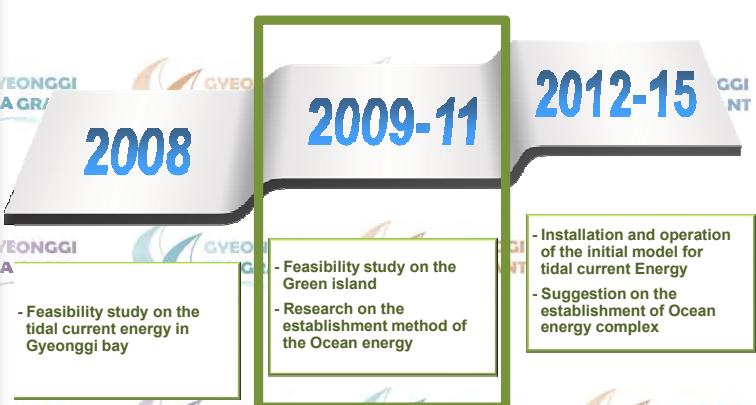 2008
2009-11
2012-15
- Feasibility study on the
tidal current energy in
Gyeonggi bay
- Feasibility study on the
Green island
- Research on the
establishment method of
the Ocean energy
- Installation and operation
of the initial model for
tidal current Energy
- Suggestion on the
establishment of Ocean
energy complex